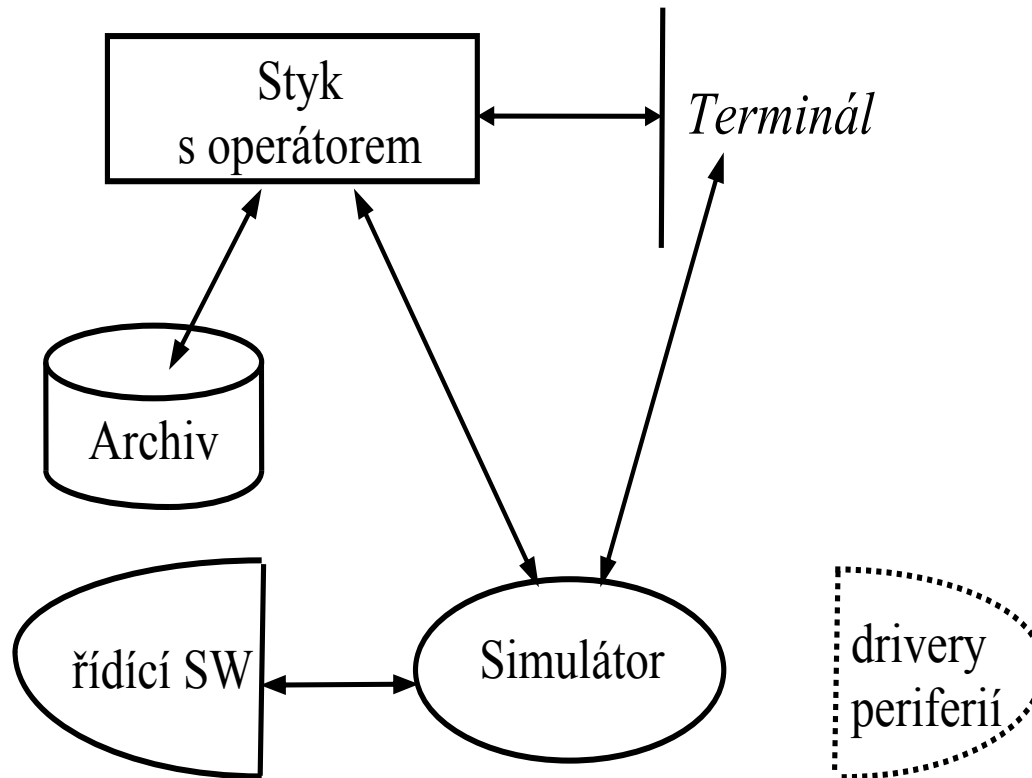 Styk
s operátorem
Terminál
Archiv
řídící SW
Simulátor
drivery
periferií